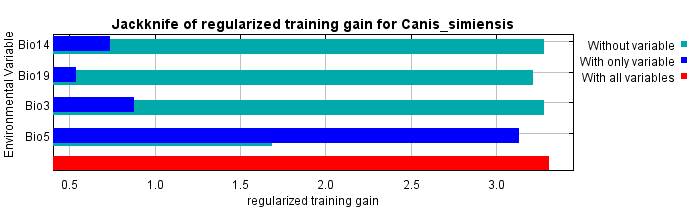 Jackknife of regularized training gain for Canis_simiensis
Environmental Variable
Bio14
Bio19
Bio3
Bio5
0.5 1.0 1.5 2.0 2.5 3.0
regularized training gain
Without variable
With only variable
With all variables